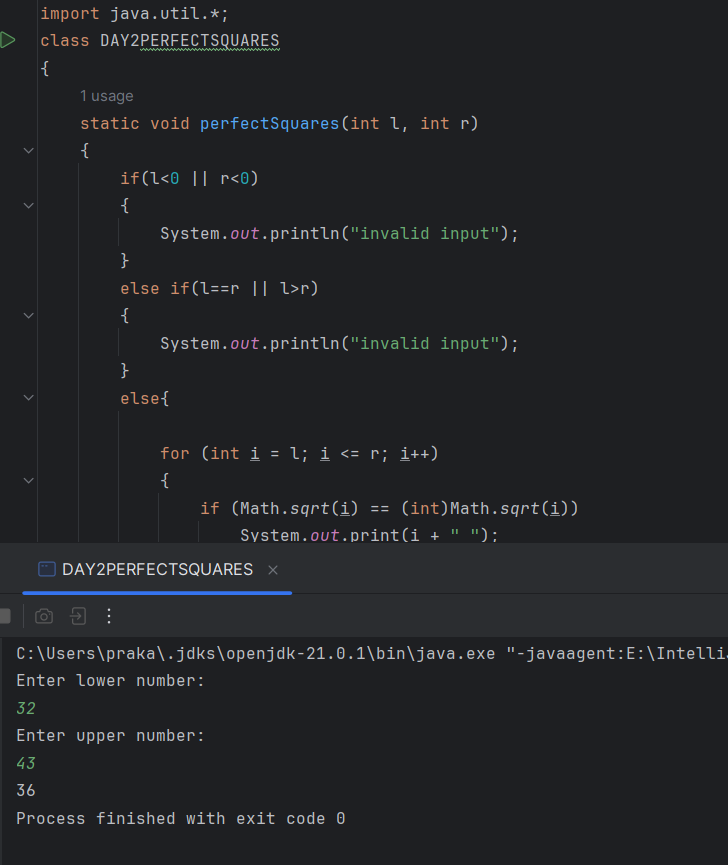 import java.util.*;
class DAY2PERFECTSQUARES
{
1 usage
static void perfectSquares(int l, int r)
{
if(l<0 || r<0)
{
System.out.println("invalid input");
}
else if(l==r || l>r)
{
System.out.println("invalid input");
}
else{
for (int i = l; i <= r; i++)
{
if (Math.sqrt(i) == (int)Math.sqrt(i))
System.out.print(i + " ");
DAY2PERFECTSQUARES
C:\Users\praka\.jdks\openjdk-21.0.1\bin\java.exe "-javaagent:E:\Intelli
Enter lower number:
32
Enter upper number:
43
36
Process finished with exit code 0